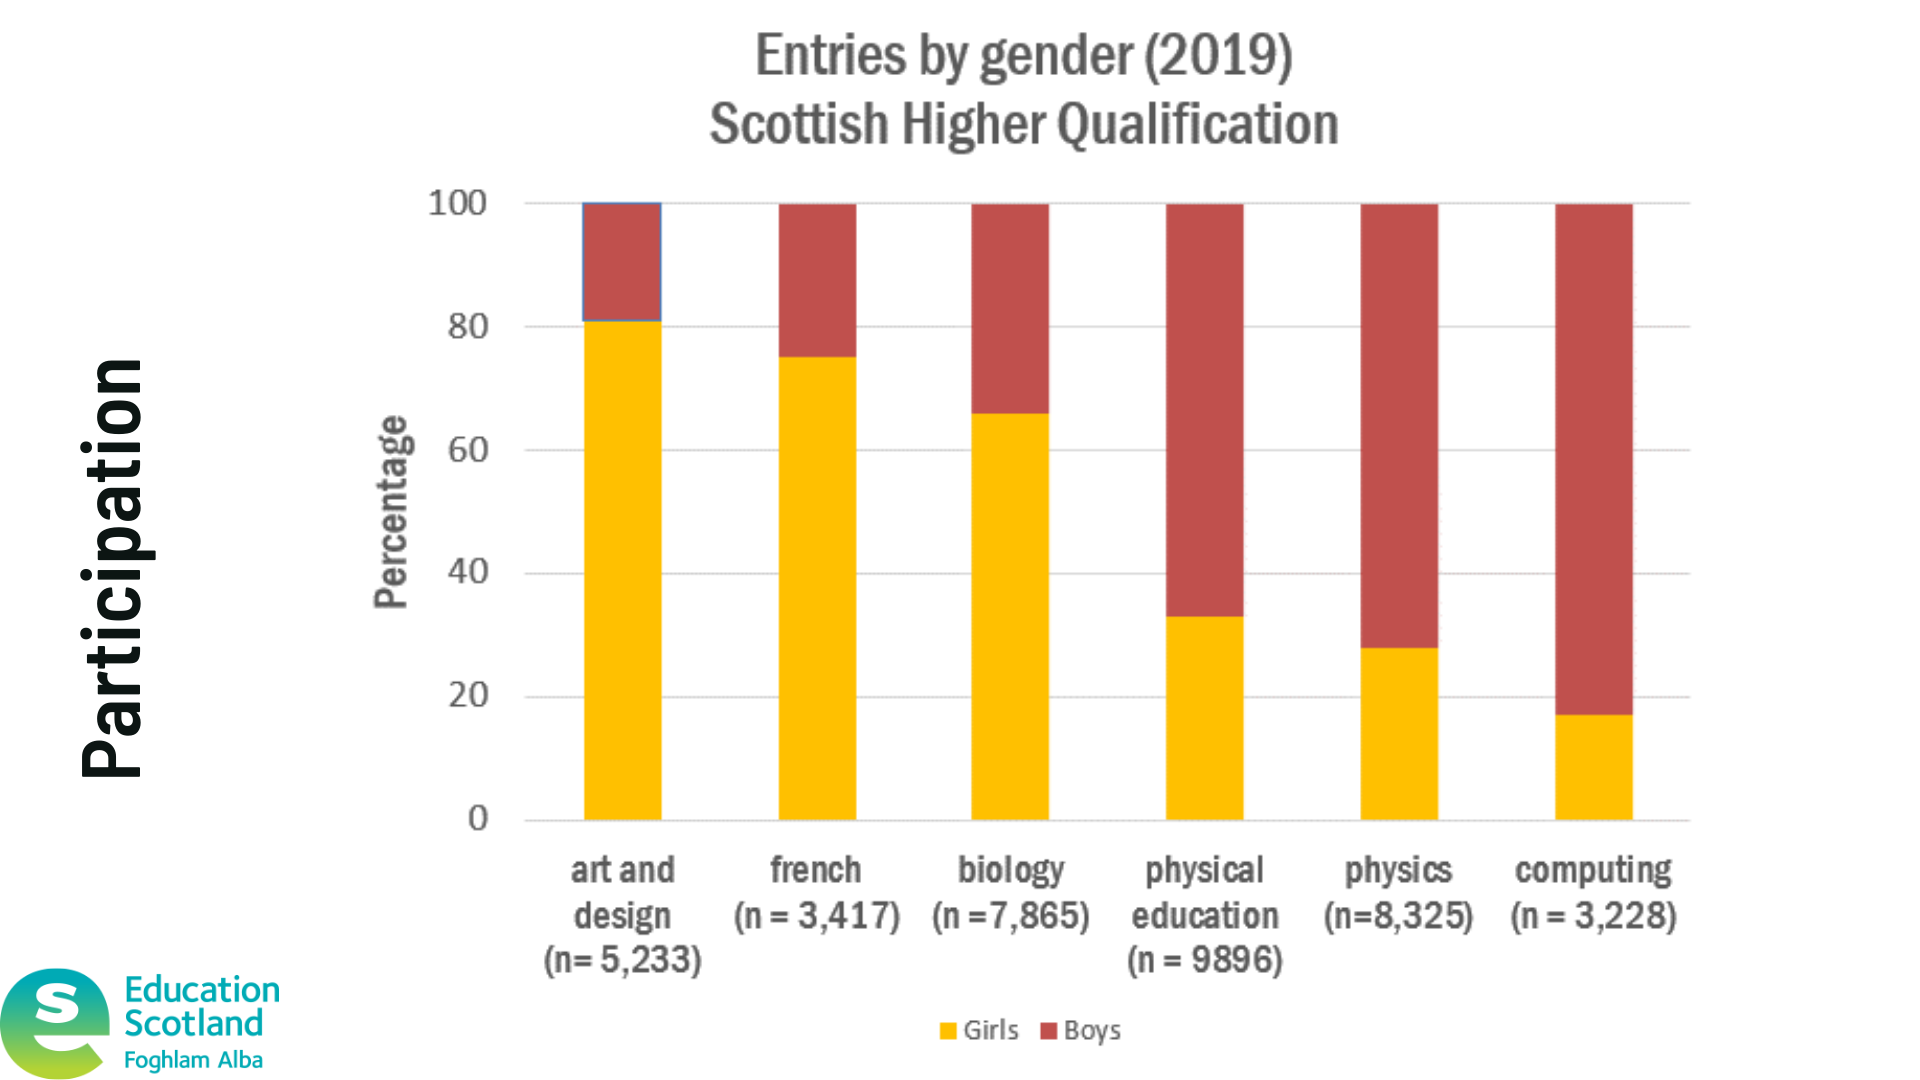 Entries by gender (2019)
Scottish Higher Qualification
Participation
Percentage
100
80
60
40
20
0
art and
design
(n= 5,233)
french
(n = 3,417)
biology
(n =7,865)
physical
education
(n = 9896)
physics
(n=8,325)
computing
(n = 3,228)
Girls
Boys
Education
Scotland
Foghlam Alba